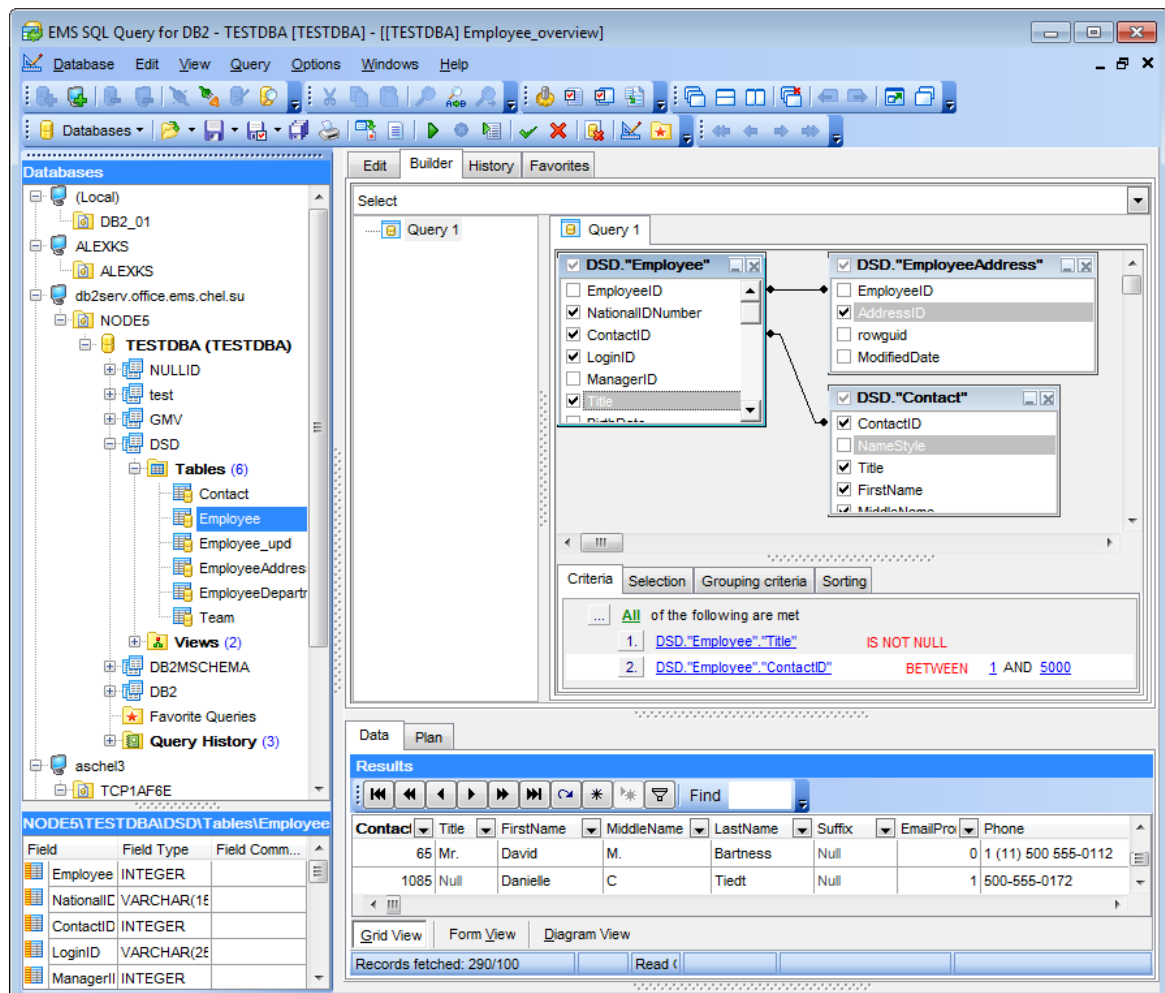 EMS SQL Query for DB2 - TESTDBA [TESTDBA] - [[TESTDBA] Employee_overview]
Database Edit View Query Options Windows Help
Databases
Databases
(Local)
DB2_01
ALEXKS
ALEXKS
db2serv.office.ems.chel.su
NODE5
TESTDBA (TESTDBA)
NULLID
test
GMV
DSD
Tables (6)
Contact
Employee
Employee_upd
EmployeeAddres
EmployeeDepartr
Team
Views (2)
DB2MSCHEMA
DB2
Favorite Queries
Query History (3)
aschel3
TCP1AF6E
NODE5\TESTDBA\DSD\Tables\Employee
Field Field Type Field Comm...
Employee INTEGER
NationalID VARCHAR(15
ContactID INTEGER
LoginID VARCHAR(25
ManagerII INTEGER
Edit Builder History Favorites
Select
Query 1
Query 1
DSD."Employee"
EmployeeID
NationalIDNumber
ContactID
LoginID
ManagerID
Title
BirthDate
DSD."EmployeeAddress"
EmployeeID
AddressID
rowguid
ModifiedDate
DSD."Contact"
ContactID
NameStyle
Title
FirstName
MiddleName
Criteria Selection Grouping criteria Sorting
... All of the following are met
1. DSD."Employee"."Title" IS NOT NULL
2. DSD."Employee"."ContactID" BETWEEN 1 AND 5000
Data Plan
Results
Find
Contact Title FirstName MiddleName LastName Suffix EmailPro Phone
65 Mr. David M. Bartness Null 0 1 (11) 500 555-0112
1085 Null Danielle C Tiedt Null 1 500-555-0172
Grid View Form View Diagram View
Records fetched: 290/100 Read (